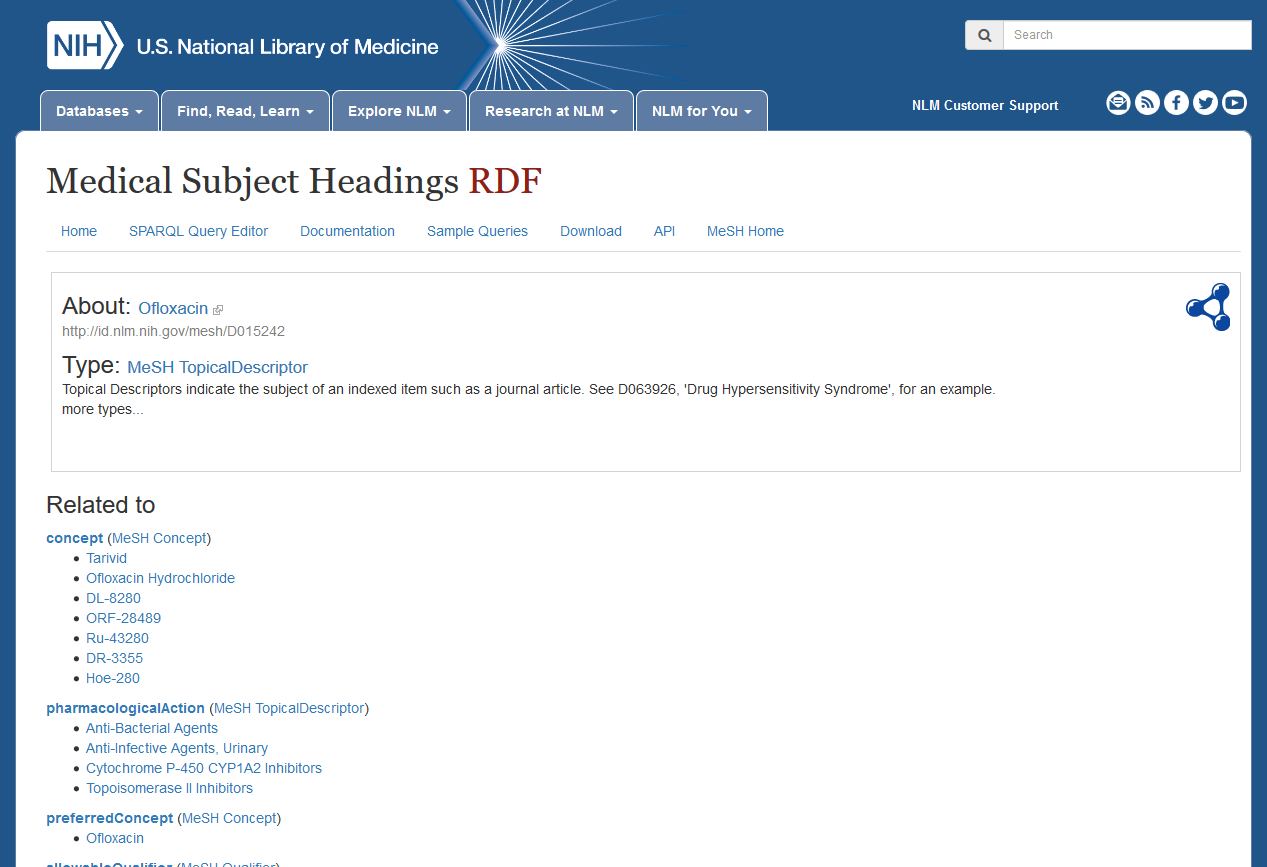 NIH U.S. National Library of Medicine
Search
Databases Find, Read, Learn Explore NLM Research at NLM NLM for You NLM Customer Support
Medical Subject Headings RDF
Home SPARQL Query Editor Documentation Sample Queries Download API MeSH Home
About: Ofloxacin
http://id.nlm.nih.gov/mesh/D015242
Type: MeSH TopicalDescriptor
Topical Descriptors indicate the subject of an indexed item such as a journal article. See D063926, 'Drug Hypersensitivity Syndrome', for an example.
more types...
Related to
concept (MeSH Concept)
Tarivid
Ofloxacin Hydrochloride
DL-8280
ORF-28489
Ru-43280
DR-3355
Hoe-280
pharmacologicalAction (MeSH TopicalDescriptor)
Anti-Bacterial Agents
Anti-Infective Agents, Urinary
Cytochrome P-450 CYP1A2 Inhibitors
Topoisomerase II Inhibitors
preferredConcept (MeSH Concept)
Ofloxacin
allowableQualifier (MeSH Qualifier)